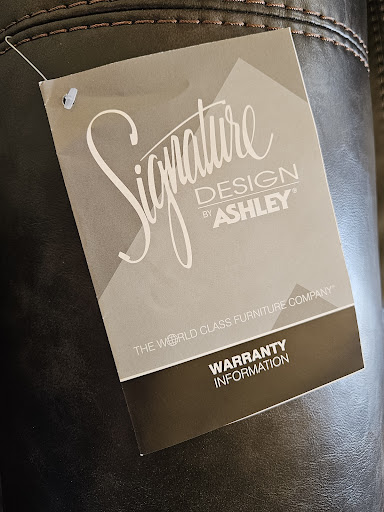 Signature
DESIGN
BY ASHLEY®
THE WORLD CLASS FURNITURE COMPANY®
WARRANTY
INFORMATION